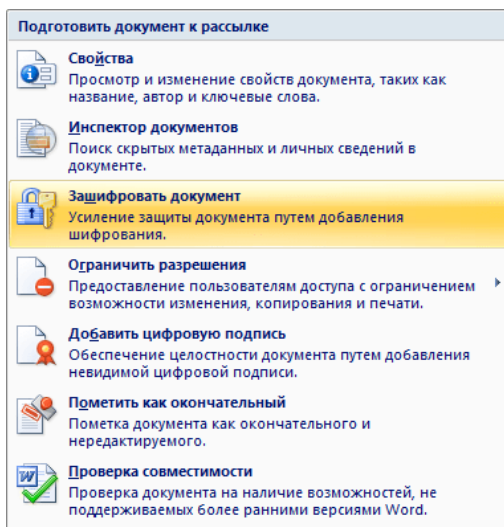 Подготовить документ к рассылке
Свойства
Просмотр и изменение свойств документа, таких как
название, автор и ключевые слова.
Инспектор документов
Поиск скрытых метаданных и личных сведений в
документе.
Зашифровать документ
Усиление защиты документа путем добавления
шифрования.
Ограничить разрешения
Предоставление пользователям доступа с ограничением
возможности изменения, копирования и печати.
Добавить цифровую подпись
Обеспечение целостности документа путем добавления
невидимой цифровой подписи.
Пометить как окончательный
Пометка документа как окончательного и
нередактируемого.
Проверка совместимости
Проверка документа на наличие возможностей, не
поддерживаемых более ранними версиями Word.